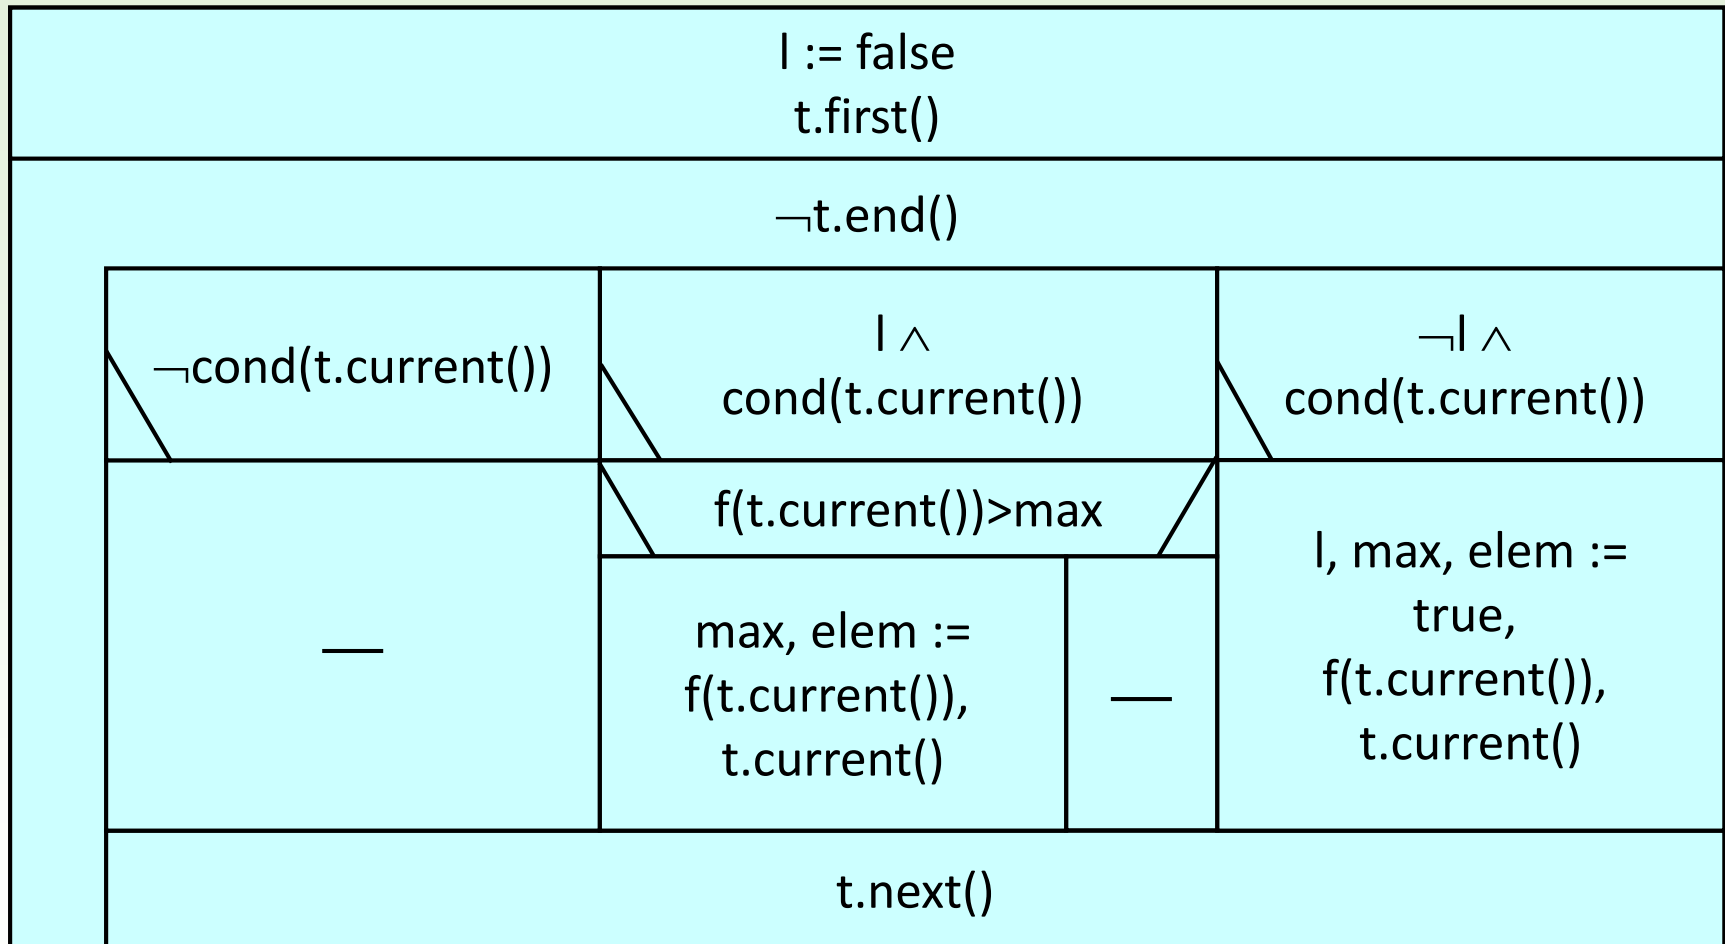 l := false
t.first()
¬t.end()
¬cond(t.current())
l ∧
cond(t.current())
¬l ∧
cond(t.current())
f(t.current())>max
—
max, elem :=
f(t.current()),
t.current()
—
l, max, elem :=
true,
f(t.current()),
t.current()
t.next()